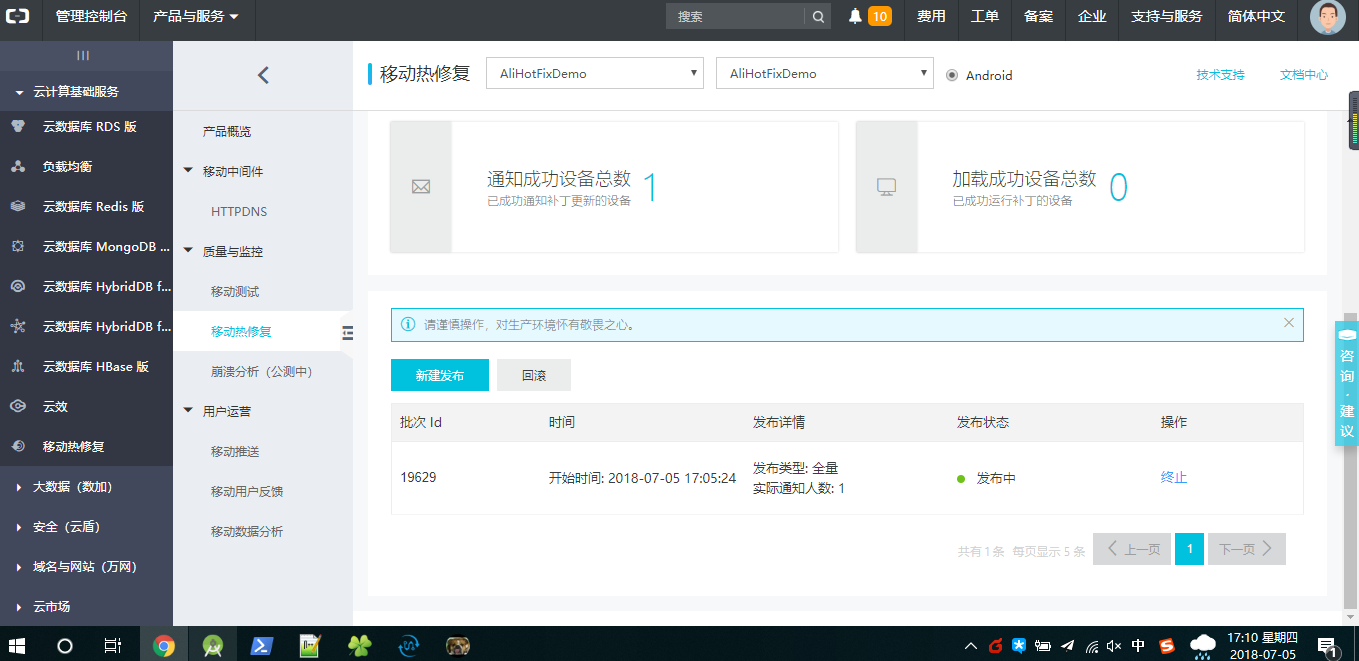 管理控制台
产品与服务
搜索
10
费用
工单
备案
企业
支持与服务
简体中文
云计算基础服务
云数据库 RDS 版
负载均衡
云数据库 Redis 版
云数据库 MongoDB ...
云数据库 HybridDB f...
云数据库 HybridDB f...
云数据库 HBase 版
云效
移动热修复
大数据（数加）
安全（云盾）
域名与网站（万网）
云市场
产品概览
移动中间件
HTTPDNS
质量与监控
移动测试
移动热修复
崩溃分析（公测中）
用户运营
移动推送
移动用户反馈
移动数据分析
移动热修复
AliHotFixDemo
AliHotFixDemo
Android
技术支持
文档中心
通知成功设备总数
已成功通知补丁更新的设备
1
加载成功设备总数
已成功运行补丁的设备
0
请谨慎操作，对生产环境怀有敬畏之心。
新建发布
回滚
批次 Id
时间
发布详情
发布状态
操作
19629
开始时间: 2018-07-05 17:05:24
发布类型: 全量
实际通知人数: 1
发布中
终止
共有 1 条
每页显示 5 条
上一页
1
下一页
咨询·建议
中
17:10 星期四
2018-07-05
1